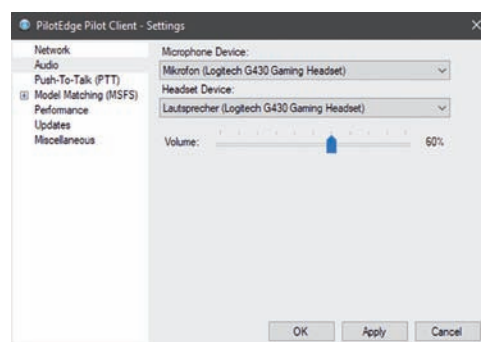 PilotEdge Pilot Client - Settings
Network
Audio
Push-To-Talk (PTT)
Model Matching (MSFS)
Performance
Updates
Miscellaneous
Microphone Device:
Mikrofon (Logitech G430 Gaming Headset)
Headset Device:
Lautsprecher (Logitech G430 Gaming Headset)
Volume:
60%
OK
Apply
Cancel